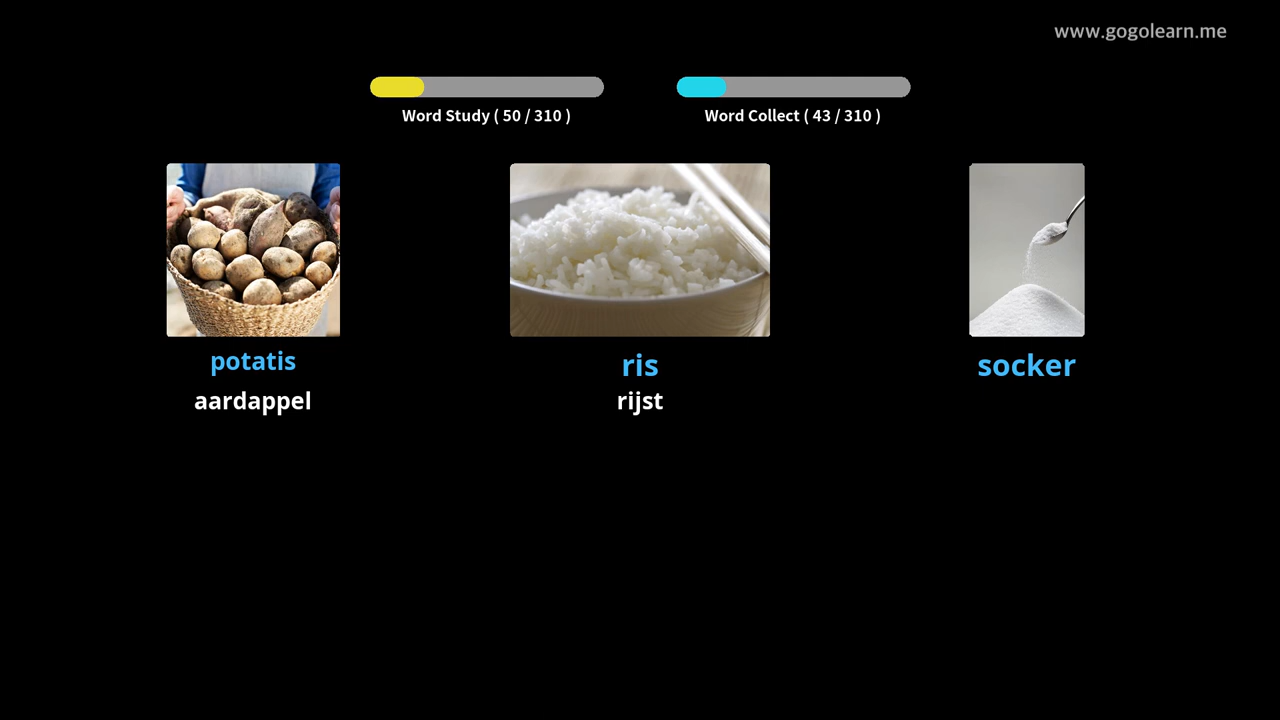 www.gogolearn.me
Word Study ( 50 / 310 )
Word Collect ( 43 / 310 )
potatis
ris
socker
aardappel
rijst